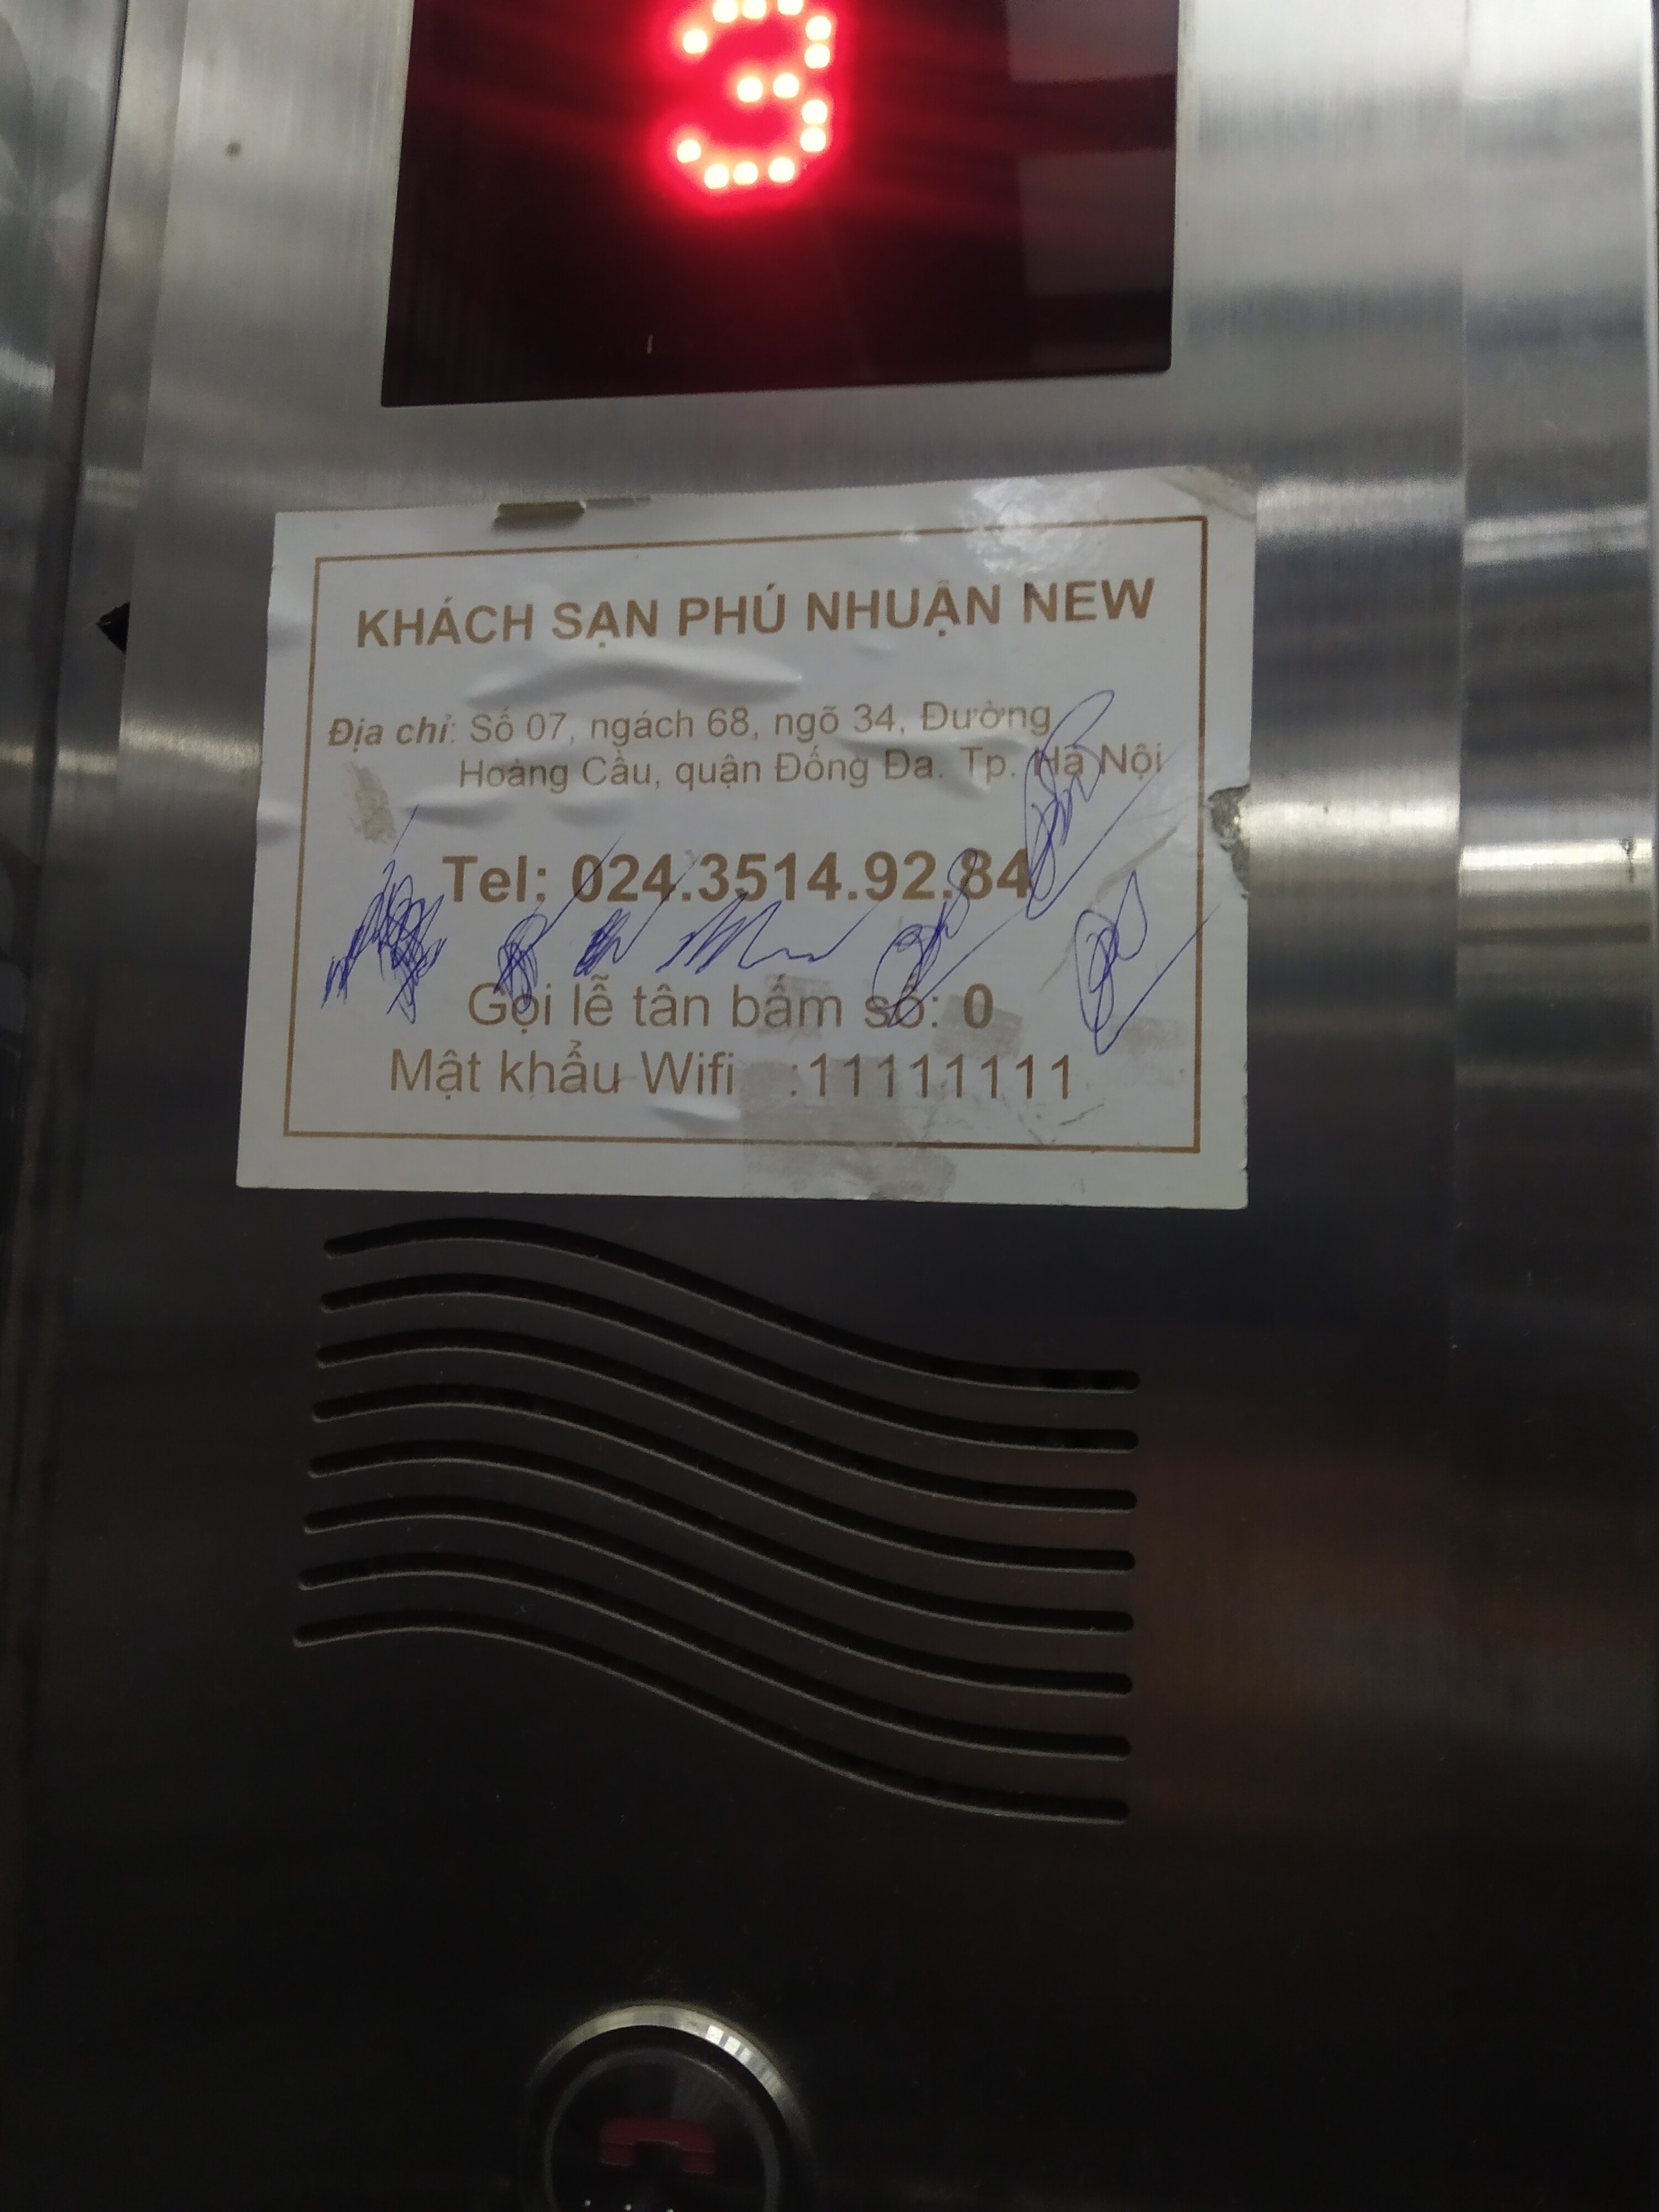 3
KHÁCH SẠN PHÚ NHUẬN NEW
Địa chỉ: Số 07, ngách 68, ngõ 34, Đường
Hoàng Cầu, quận Đống Đa. Tp. Hà Nội
Tel: 024.3514.92.84
Gọi lễ tân bấm số: 0
Mật khẩu Wifi :11111111